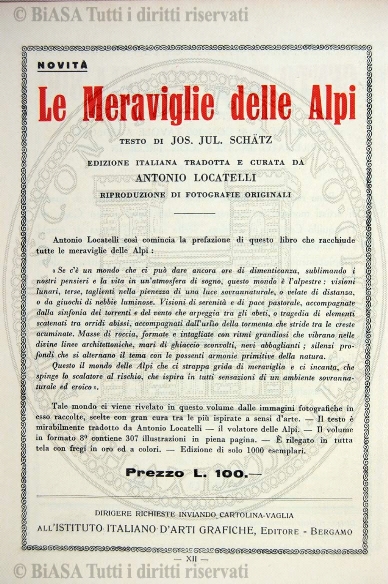 © BiASA Tutti i diritti riservati
NOVITÀ
Le Meraviglie delle Alpi
TESTO DI JOS. JUL. SCHÄTZ
EDIZIONE ITALIANA TRADOTTA E CURATA DA
ANTONIO LOCATELLI
RIPRODUZIONE DI FOTOGRAFIE ORIGINALI
Antonio Locatelli così comincia la prefazione di questo libro che racchiude
tutte le meraviglie delle Alpi :
« Se c'è un mondo che ci può dare ancora ore di dimenticanza, sublimando i
nostri pensieri e la vita in un'atmosfera di sogno, questo mondo è l'alpestre : visioni
lunari, terse, taglienti nella pienezza di una luce sovrannaturale, o velate di distanza,
o da giuochi di nebbie luminose. Visioni di serenità e di pace pastorale, accompagnate
dalla sinfonia dei torrenti e del vento che arpeggia tra gli abeti, o tragedia di elementi
scatenati tra orridi abissi, accompagnati dall'urlio della tormenta che stride tra le creste
acuminate. Masse di roccia, formate e intagliate con ritmi grandiosi che vibrano nelle
divine linee architettoniche, mari di ghiaccio sconvolti, nevi abbaglianti ; silenzi pro-
fondi che si alternano il tema con le possenti armonie primitive della natura.
Questo il mondo delle Alpi che ci strappa grida di meraviglia e ci incanta, che
spinge lo scalatore al rischio, che ispira in tutti sensazioni di un ambiente sovranna-
turale ed eroico ».
Tale mondo ci viene rivelato in questo volume dalle immagini fotografiche in
esso raccolte, scelte con gran cura tra le più ispirate a sensi d'arte. — Il testo è
mirabilmente tradotto da Antonio Locatelli — il volatore delle Alpi. — Il volume
in formato 8º contiene 307 illustrazioni in piena pagina. — È rilegato in tutta
tela con fregi in oro ed a colori. — Edizione di solo 1000 esemplari.
Prezzo L. 100.—
DIRIGERE RICHIESTE INVIANDO CARTOLINA-VAGLIA
ALL'ISTITUTO ITALIANO D'ARTI GRAFICHE, EDITORE - BERGAMO
— XII —
© BiASA Tutti i diritti riservati